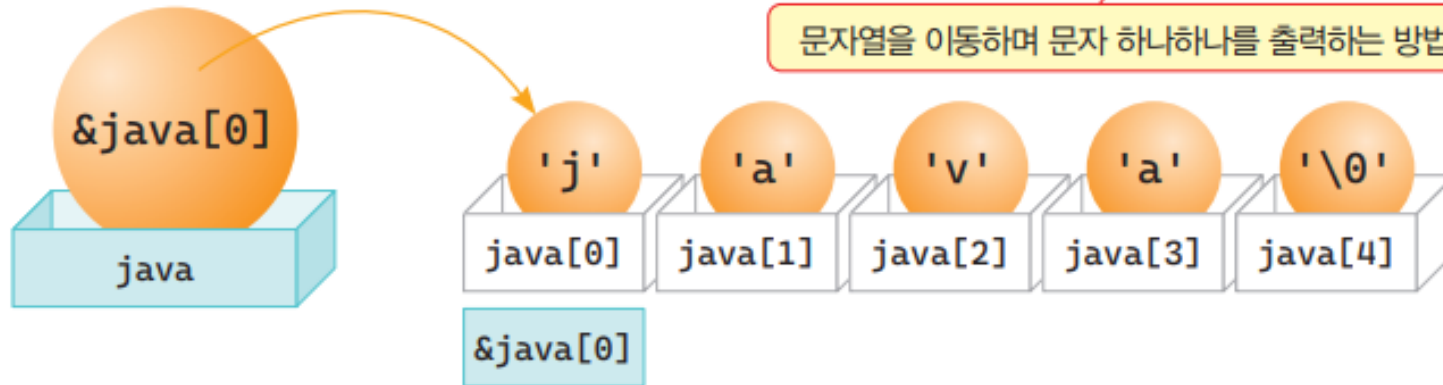 문자열을 이동하며 문자 하나하나를 출력하는 방법
&java[0]
'j' 'a' 'v' 'a' '\0'
java
java[0] java[1] java[2] java[3] java[4]
&java[0]